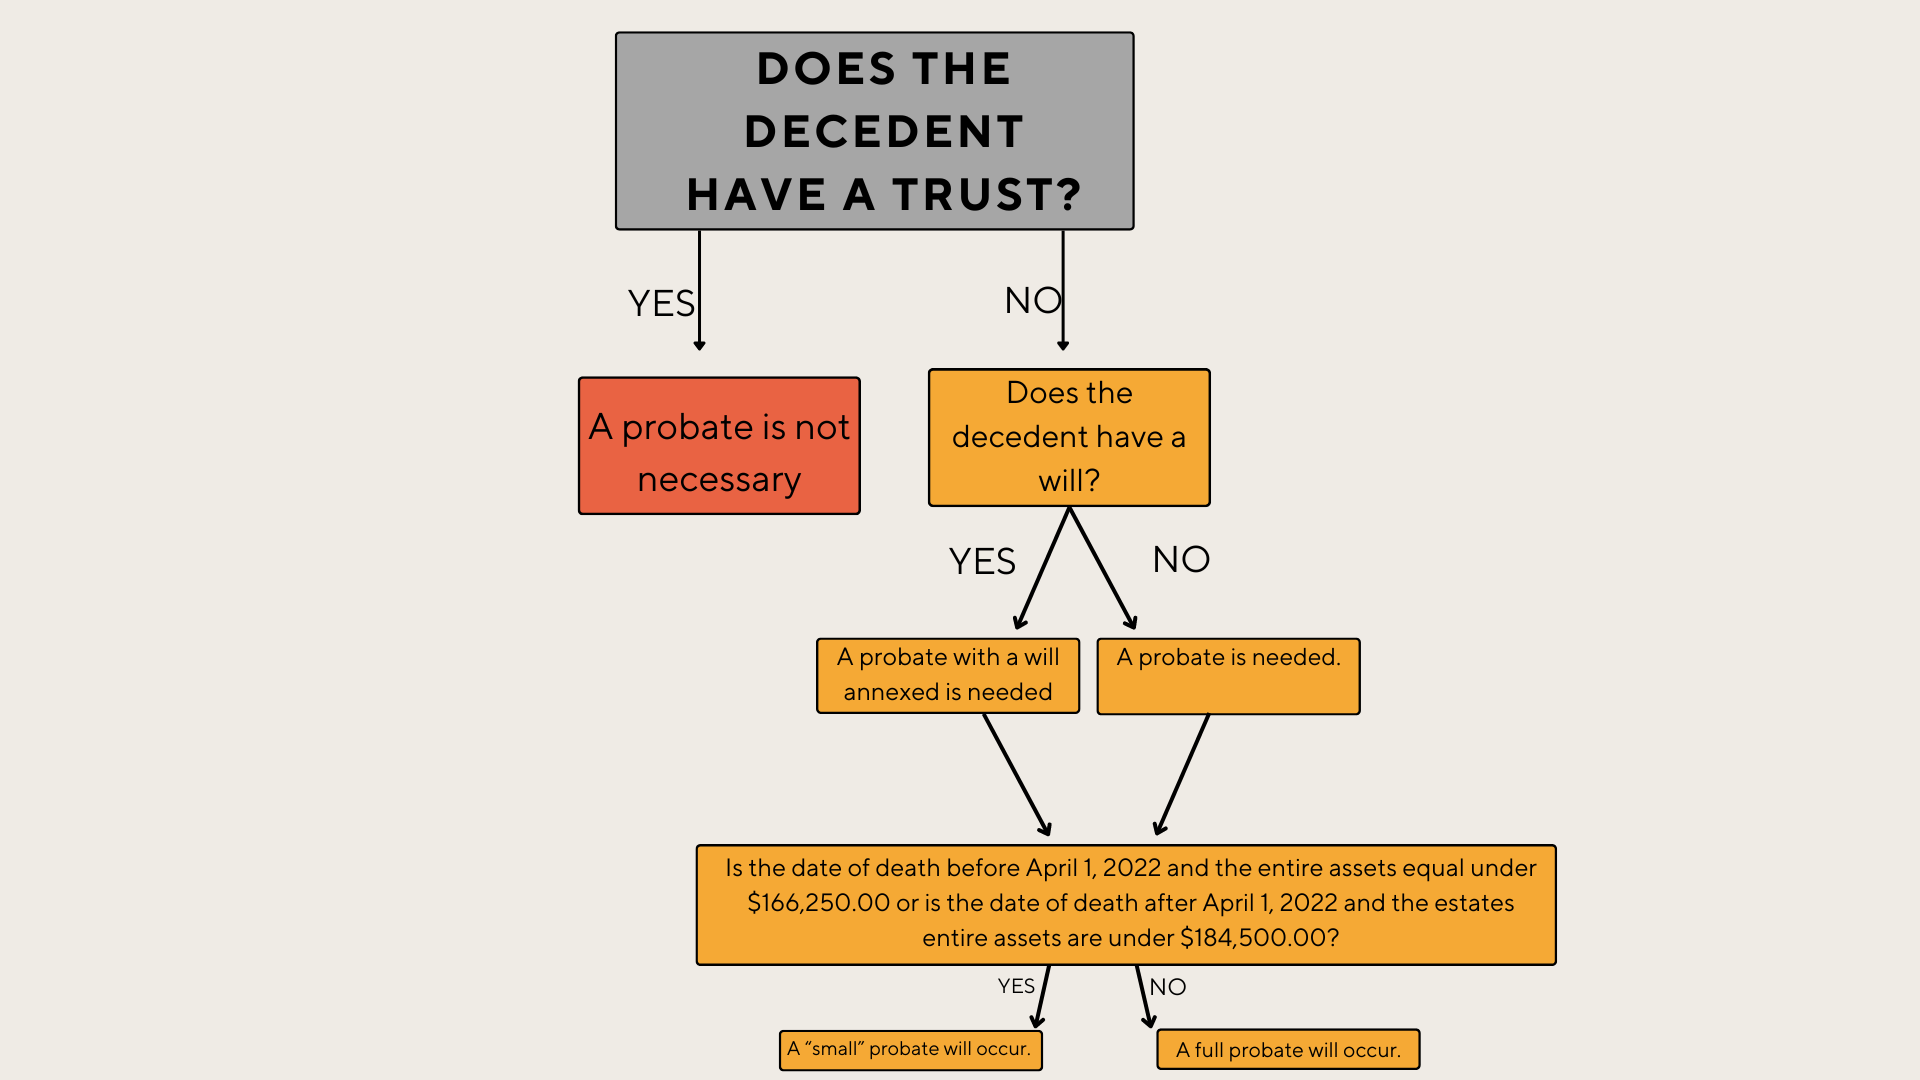 DOES THE
DECEDENT
HAVE A TRUST?
YES
NO
A probate is not
necessary
Does the
decedent have a
will?
YES
NO
A probate with a will
annexed is needed
A probate is needed.
Is the date of death before April 1, 2022 and the entire assets equal under
$166,250.00 or is the date of death after April 1, 2022 and the estates
entire assets are under $184,500.00?
YES
NO
A “small” probate will occur.
A full probate will occur.